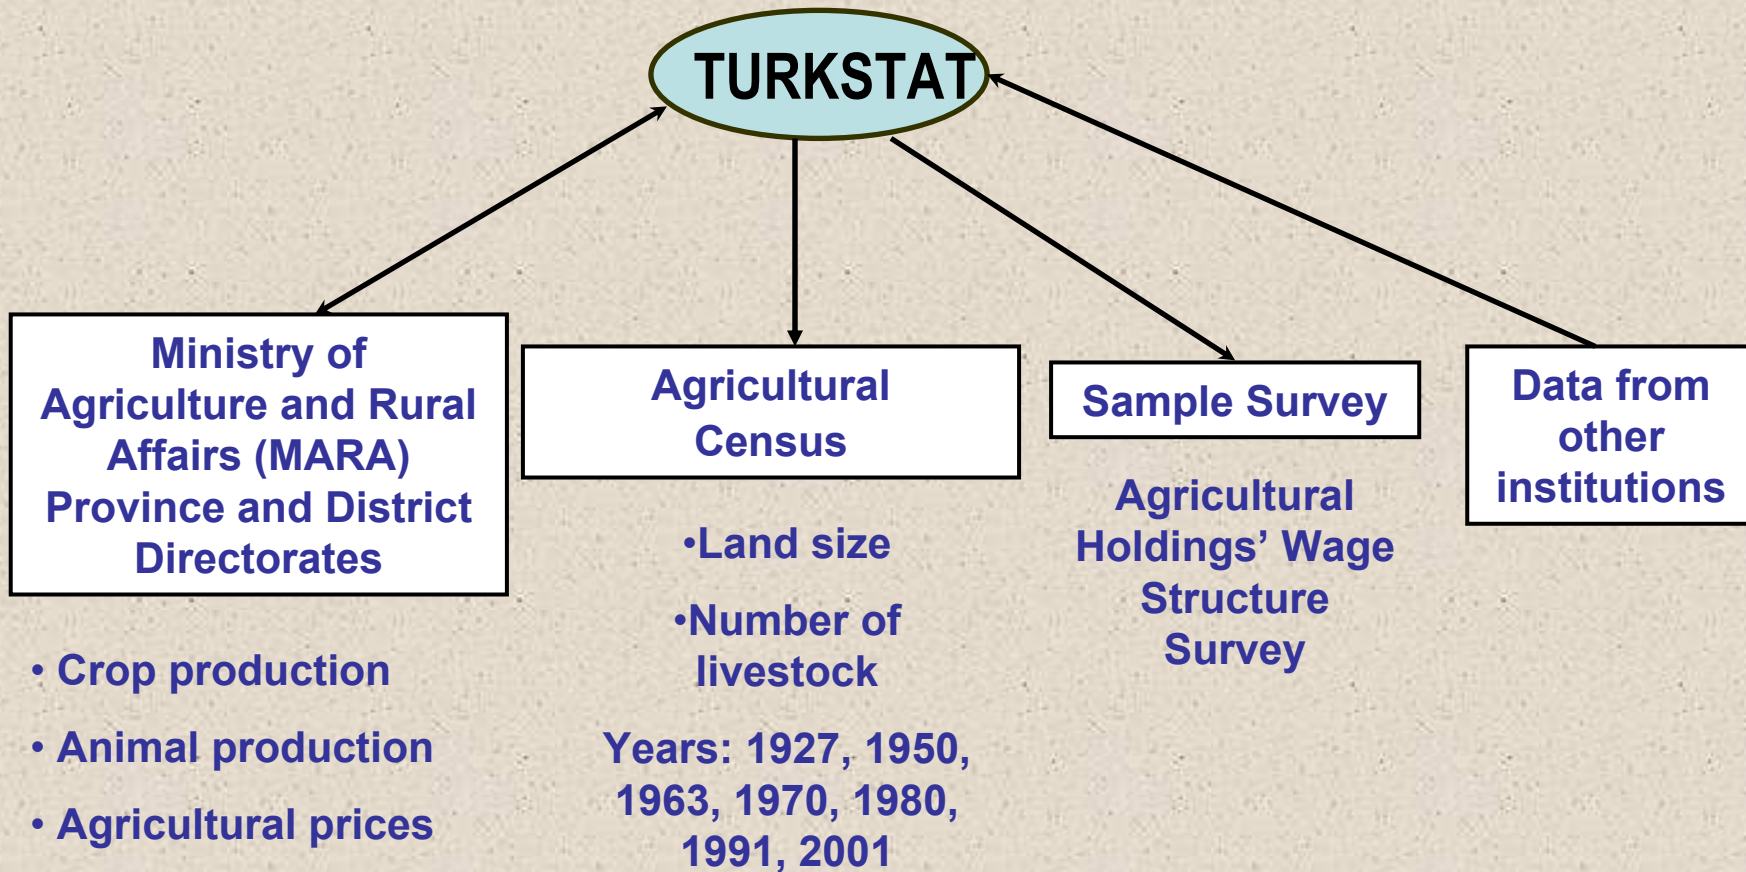 TURKSTAT
Ministry of
Agriculture and Rural
Affairs (MARA)
Province and District
Directorates
• Crop production
• Animal production
• Agricultural prices
Agricultural
Census
•Land size
•Number of
livestock
Years: 1927, 1950,
1963, 1970, 1980,
1991, 2001
Sample Survey
Agricultural
Holdings’ Wage
Structure
Survey
Data from
other
institutions